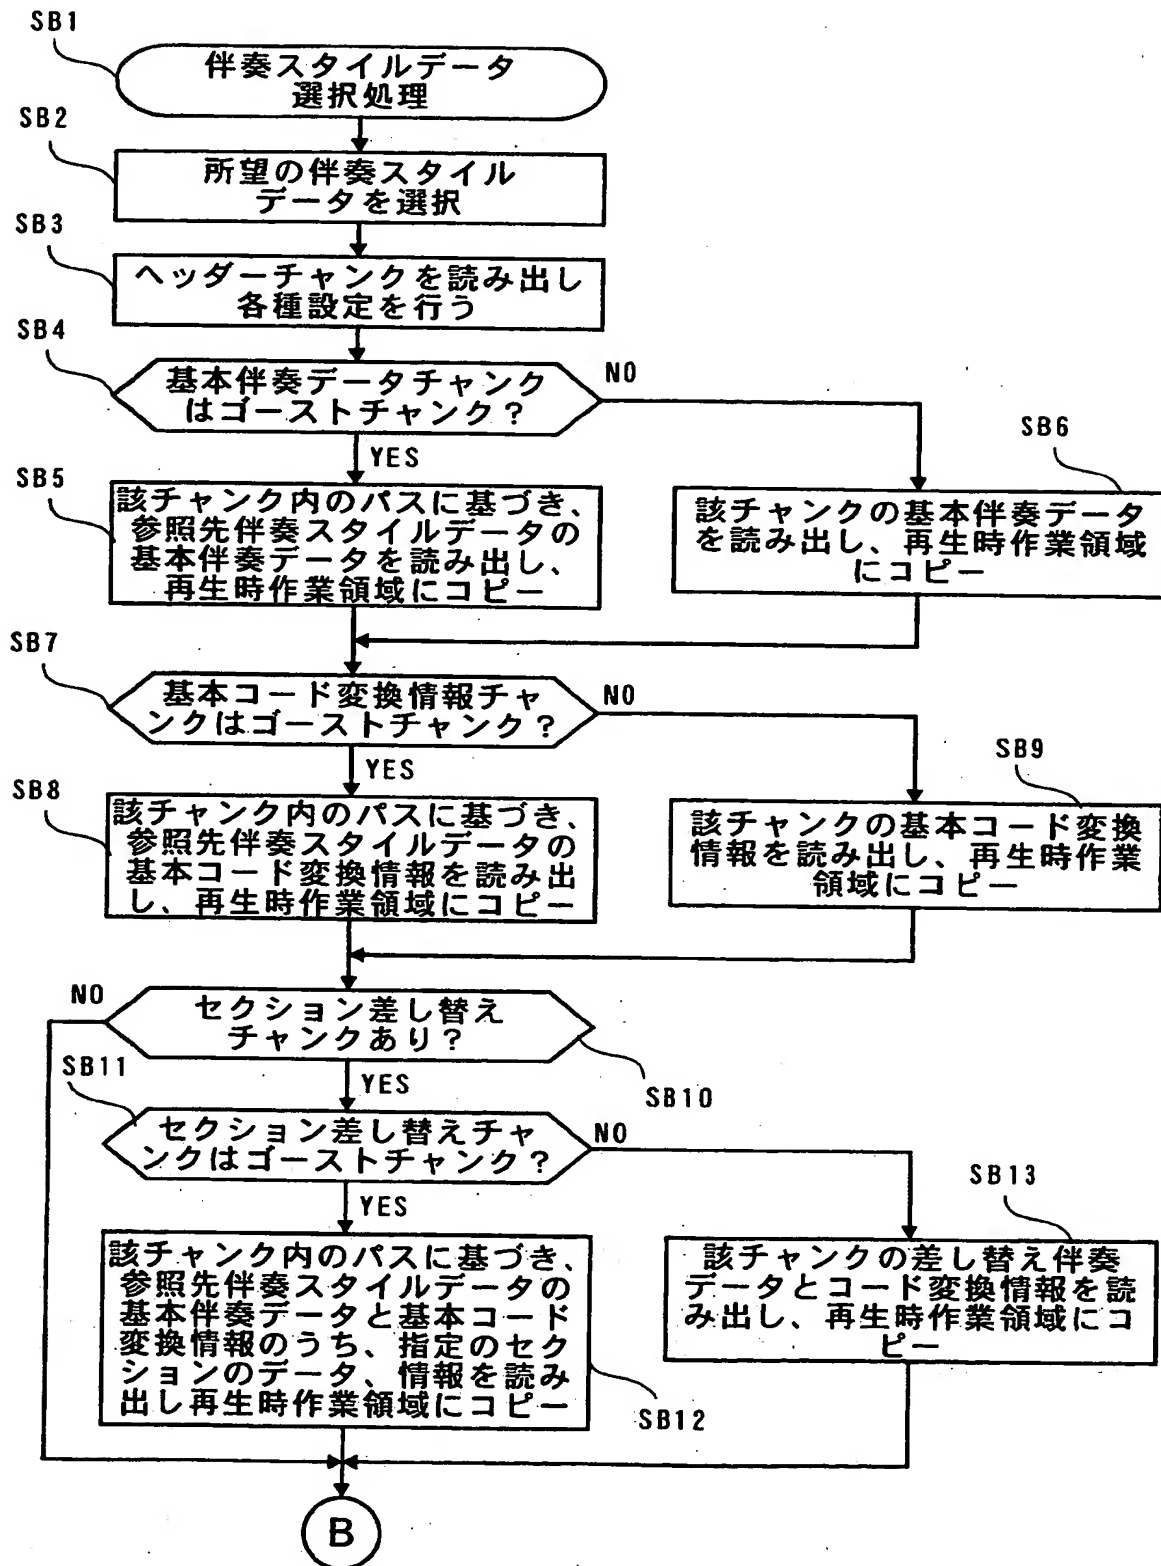 SB1
伴奏スタイルデータ
選択処理
SB2
所望の伴奏スタイル
データを選択
SB3
ヘッダーチャンクを読み出し
各種設定を行う
SB4
基本伴奏データチャンク
はゴーストチャンク?
NO
YES
SB5
該チャンク内のパスに基づき、
参照先伴奏スタイルデータの
基本伴奏データを読み出し、
再生時作業領域にコピー
SB6
該チャンクの基本伴奏データ
を読み出し、再生時作業領域
にコピー
SB7
基本コード変換情報チャ
ンクはゴーストチャンク?
NO
YES
SB8
該チャンク内のパスに基づき、
参照先伴奏スタイルデータの
基本コード変換情報を読み出
し、再生時作業領域にコピー
SB9
該チャンクの基本コード変換
情報を読み出し、再生時作業
領域にコピー
NO
セクション差し替え
チャンクあり?
SB10
YES
SB11
セクション差し替えチャ
ンクはゴーストチャンク?
NO
YES
SB12
該チャンク内のパスに基づき、
参照先伴奏スタイルデータの
基本伴奏データと基本コード
変換情報のうち、指定のセク
ションのデータ、情報を読み
出し再生時作業領域にコピー
SB13
該チャンクの差し替え伴奏
データとコード変換情報を読
み出し、再生時作業領域にコ
ピー
B